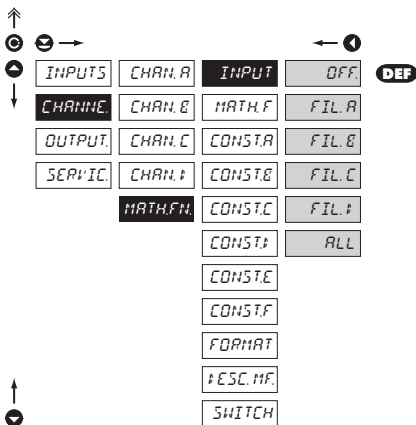 INPUTS CHAN. A INPUT OFF. DEF
CHANNE. CHAN. B MATH.F FIL. A
OUTPUT. CHAN. C CONST.A FIL. B
SERVIC. CHAN. D CONST.B FIL. C
MATH.FN. CONST.C FIL. D
CONST.D ALL
CONST.E
CONST.F
FORMAT
DESC. MF.
SWITCH